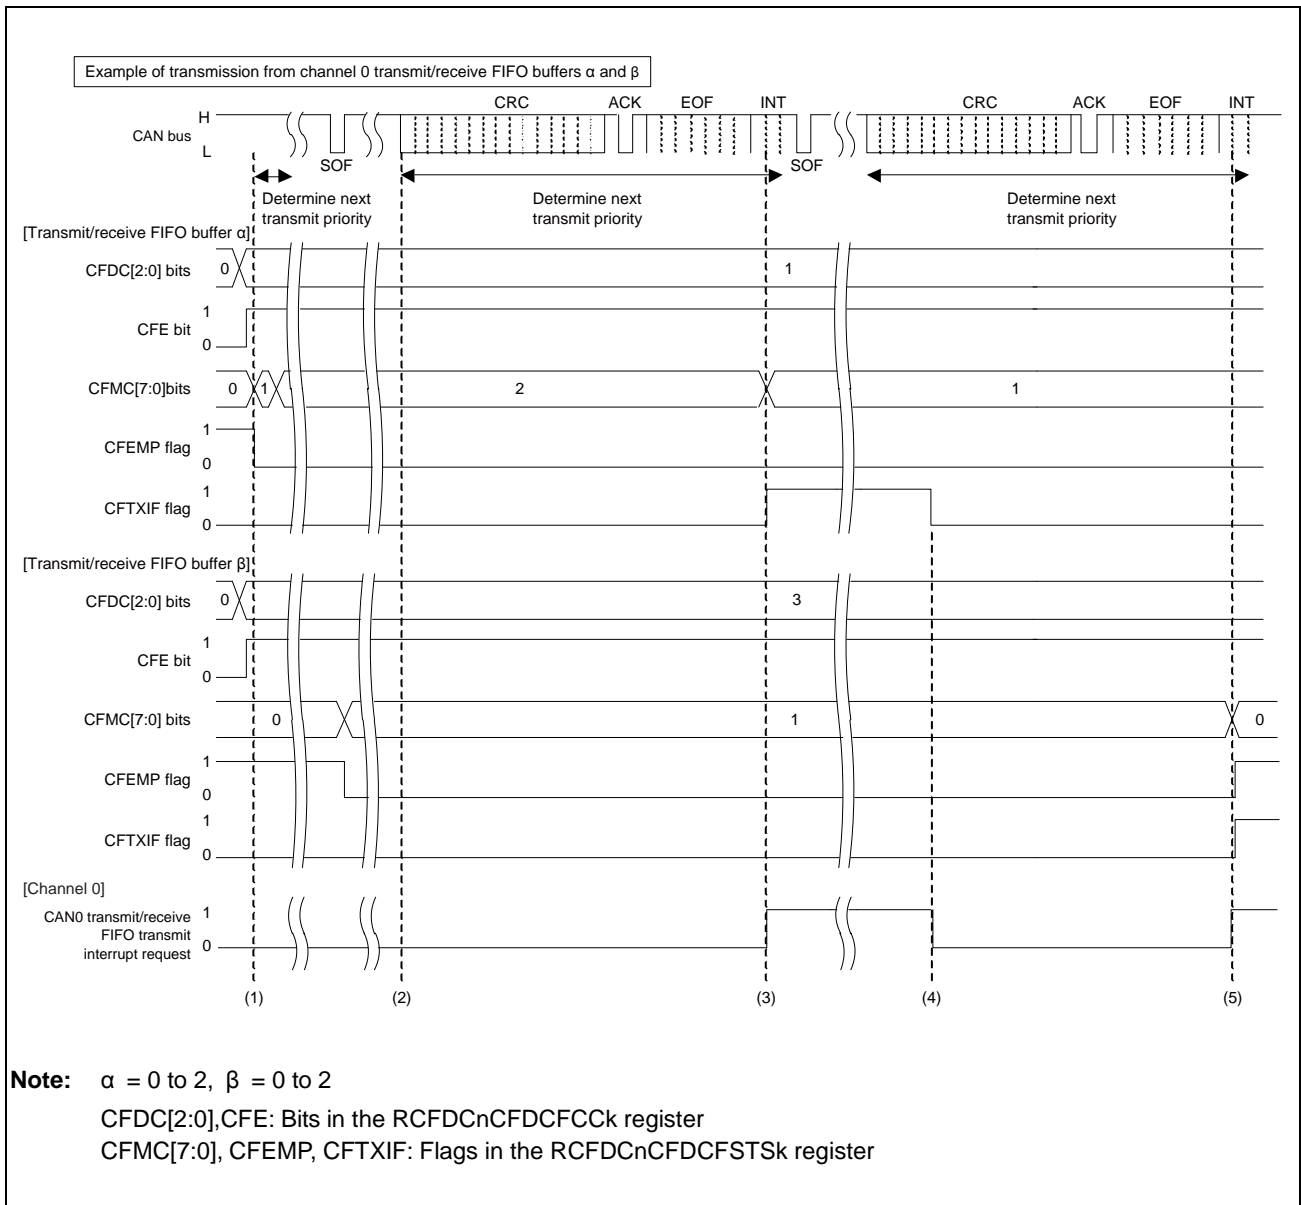 Example of transmission from channel 0 transmit/receive FIFO buffers α and β
CRC ACK EOF INT CRC ACK EOF INT
H
CAN bus
L
SOF SOF
Determine next
transmit priority
Determine next
transmit priority
Determine next
transmit priority
[Transmit/receive FIFO buffer α]
CFDC[2:0] bits 0 1
1
CFE bit
0
CFMC[7:0]bits 0 1 2 1
1
CFEMP flag
0
1
CFTXIF flag
0
[Transmit/receive FIFO buffer β]
CFDC[2:0] bits 0 3
1
CFE bit
0
CFMC[7:0] bits 0 1 0
1
CFEMP flag
0
1
CFTXIF flag
0
[Channel 0]
CAN0 transmit/receive 1
FIFO transmit
interrupt request 0
(1) (2) (3) (4) (5)
Note: α = 0 to 2, β = 0 to 2
CFDC[2:0],CFE: Bits in the RCFDCnCFDCFCCk register
CFMC[7:0], CFEMP, CFTXIF: Flags in the RCFDCnCFDCFSTSk register